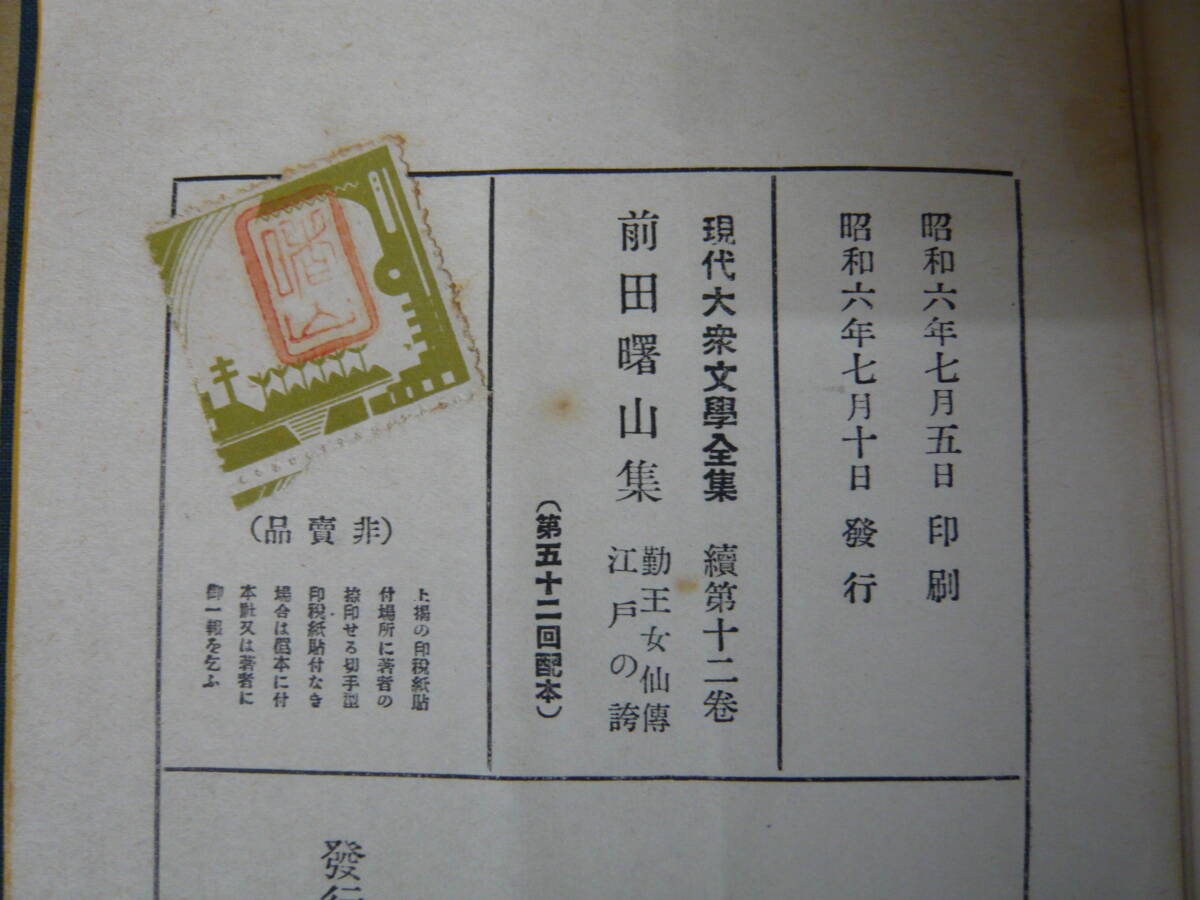 昭和六年七月五日 印刷
昭和六年七月十日 發行
現代大衆文學全集 續第十二卷
前田曙山集
勤王女仙傳
江戸の誇
（第五十二回配本）
曙山
（非賣品）
上揭の印税紙貼
付場所に著者の
捺印せる切手型
印税紙貼付なき
場合は僞本に付
本社又は著者に
御一報を乞ふ
發行